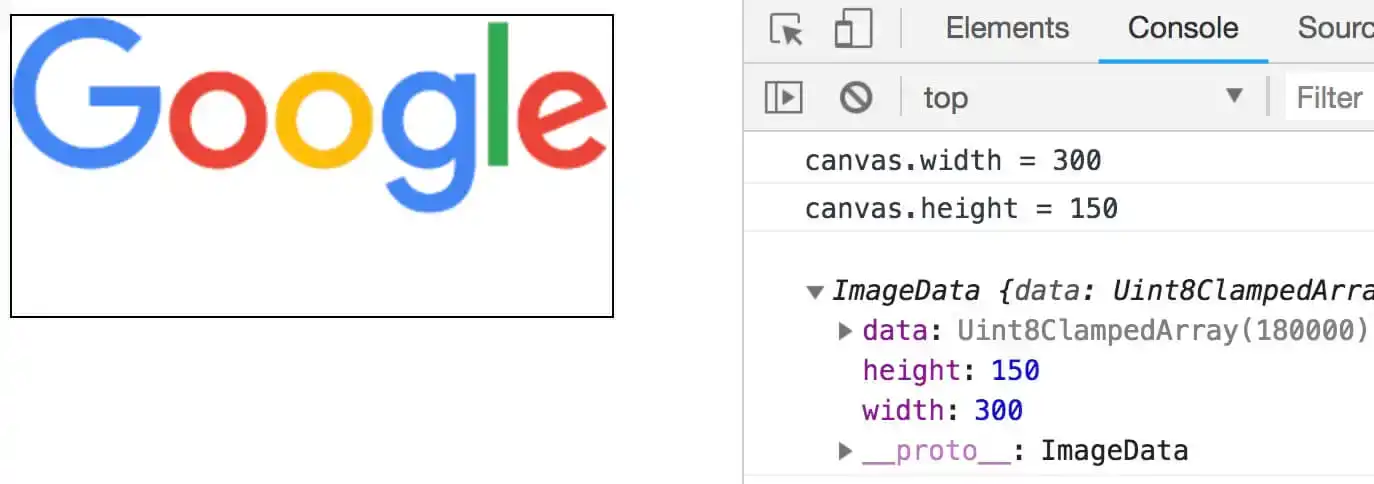 Google
Elements Console Sourc
top Filter
canvas.width = 300
canvas.height = 150
ImageData {data: Uint8ClampedArra
data: Uint8ClampedArray(180000)
height: 150
width: 300
__proto__: ImageData